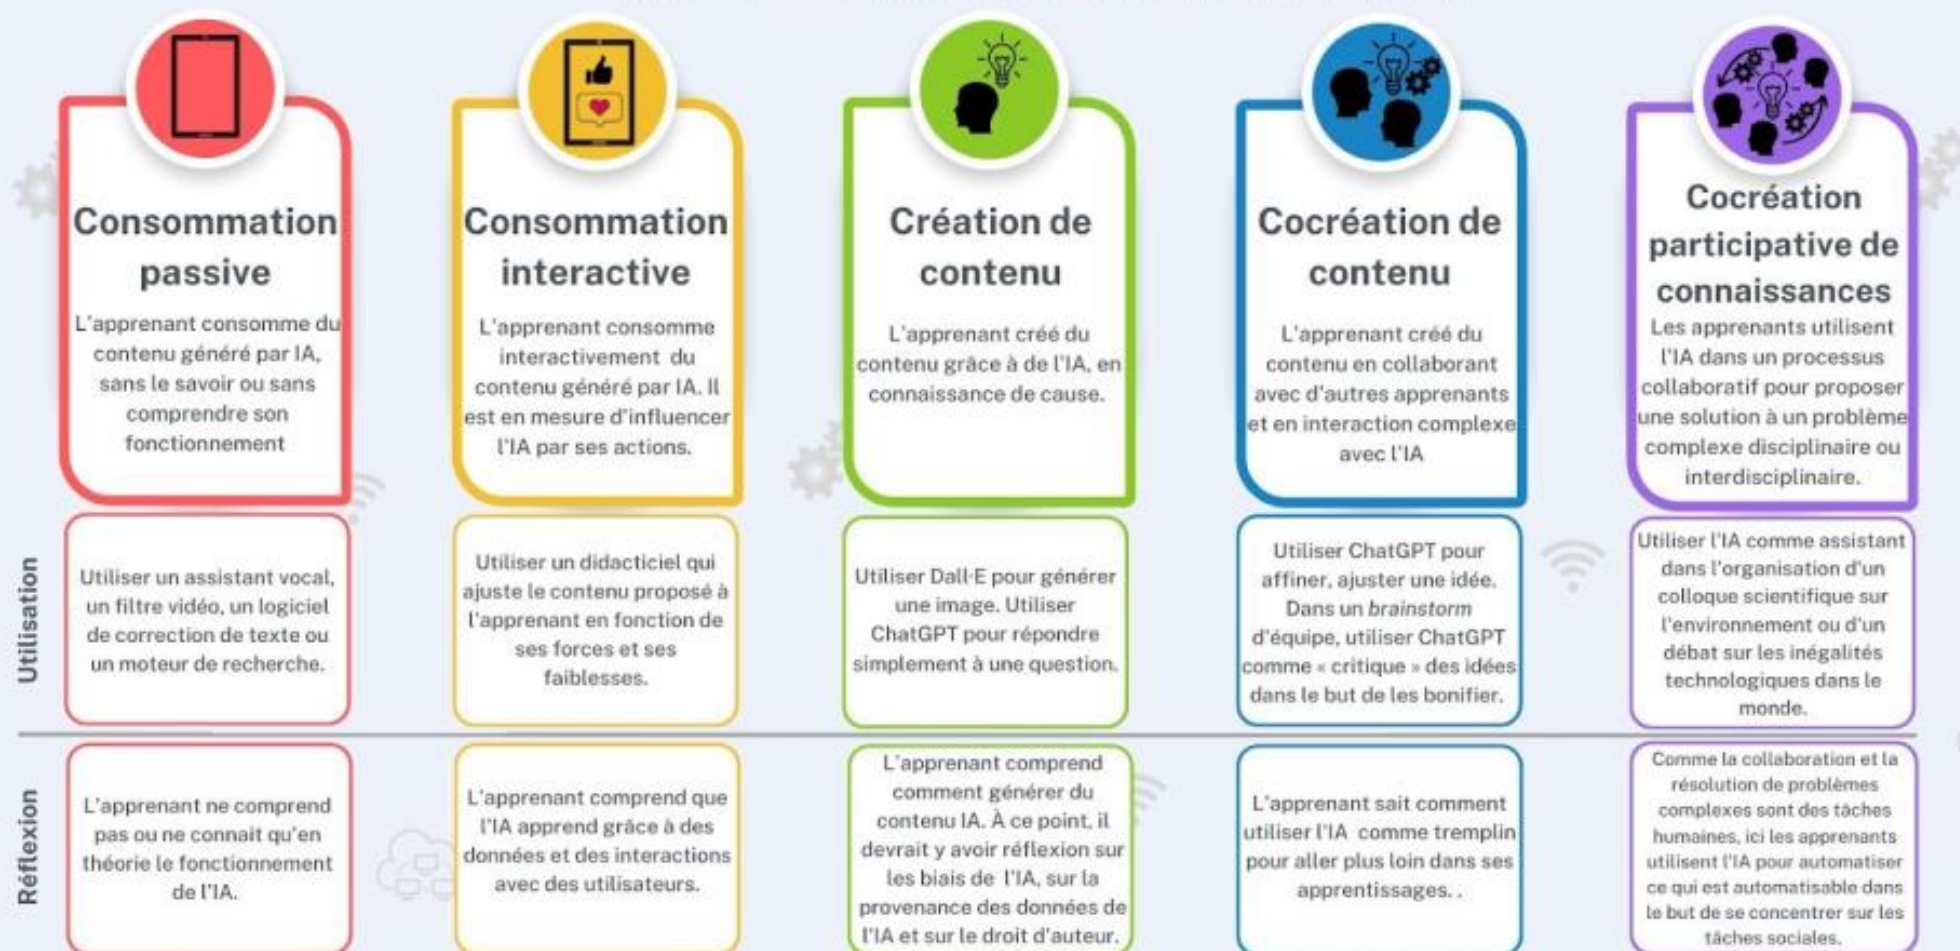 Consommation
passive
L'apprenant consomme du
contenu généré par IA,
sans le savoir ou sans
comprendre son
fonctionnement
Consommation
interactive
L'apprenant consomme
interactivement du
contenu généré par IA. Il
est en mesure d'influencer
l'IA par ses actions.
Création de
contenu
L'apprenant créé du
contenu grâce à de l'IA, en
connaissance de cause.
Cocréation de
contenu
L'apprenant créé du
contenu en collaborant
avec d'autres apprenants
et en interaction complexe
avec l'IA
Cocréation
participative de
connaissances
Les apprenants utilisent
l'IA dans un processus
collaboratif pour proposer
une solution à un problème
complexe disciplinaire ou
interdisciplinaire.
Utilisation
Utiliser un assistant vocal,
un filtre vidéo, un logiciel
de correction de texte ou
un moteur de recherche.
Utiliser un didacticiel qui
ajuste le contenu proposé à
l'apprenant en fonction de
ses forces et ses
faiblesses.
Utiliser Dall·E pour générer
une image. Utiliser
ChatGPT pour répondre
simplement à une question.
Utiliser ChatGPT pour
affiner, ajuster une idée.
Dans un brainstorm
d'équipe, utiliser ChatGPT
comme « critique » des idées
dans le but de les bonifier.
Utiliser l'IA comme assistant
dans l'organisation d'un
colloque scientifique sur
l'environnement ou d'un
débat sur les inégalités
technologiques dans le
monde.
Réflexion
L'apprenant ne comprend
pas ou ne connait qu'en
théorie le fonctionnement
de l'IA.
L'apprenant comprend que
l'IA apprend grâce à des
données et des interactions
avec des utilisateurs.
L'apprenant comprend
comment générer du
contenu IA. À ce point, il
devrait y avoir réflexion sur
les biais de l'IA, sur la
provenance des données de
l'IA et sur le droit d'auteur.
L'apprenant sait comment
utiliser l'IA comme tremplin
pour aller plus loin dans ses
apprentissages. .
Comme la collaboration et la
résolution de problèmes
complexes sont des tâches
humaines, ici les apprenants
utilisent l'IA pour automatiser
ce qui est automatisable dans
le but de se concentrer sur les
tâches sociales.